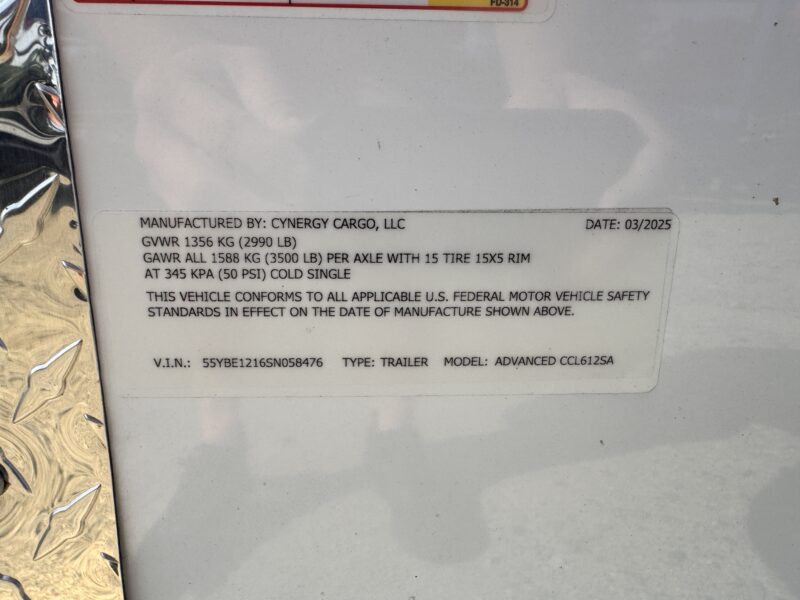 FD-314
MANUFACTURED BY: CYNERGY CARGO, LLC DATE: 03/2025
GVWR 1356 KG (2990 LB)
GAWR ALL 1588 KG (3500 LB) PER AXLE WITH 15 TIRE 15X5 RIM
AT 345 KPA (50 PSI) COLD SINGLE
THIS VEHICLE CONFORMS TO ALL APPLICABLE U.S. FEDERAL MOTOR VEHICLE SAFETY
STANDARDS IN EFFECT ON THE DATE OF MANUFACTURE SHOWN ABOVE.
V.I.N.: 55YBE1216SN058476 TYPE: TRAILER MODEL: ADVANCED CCL612SA